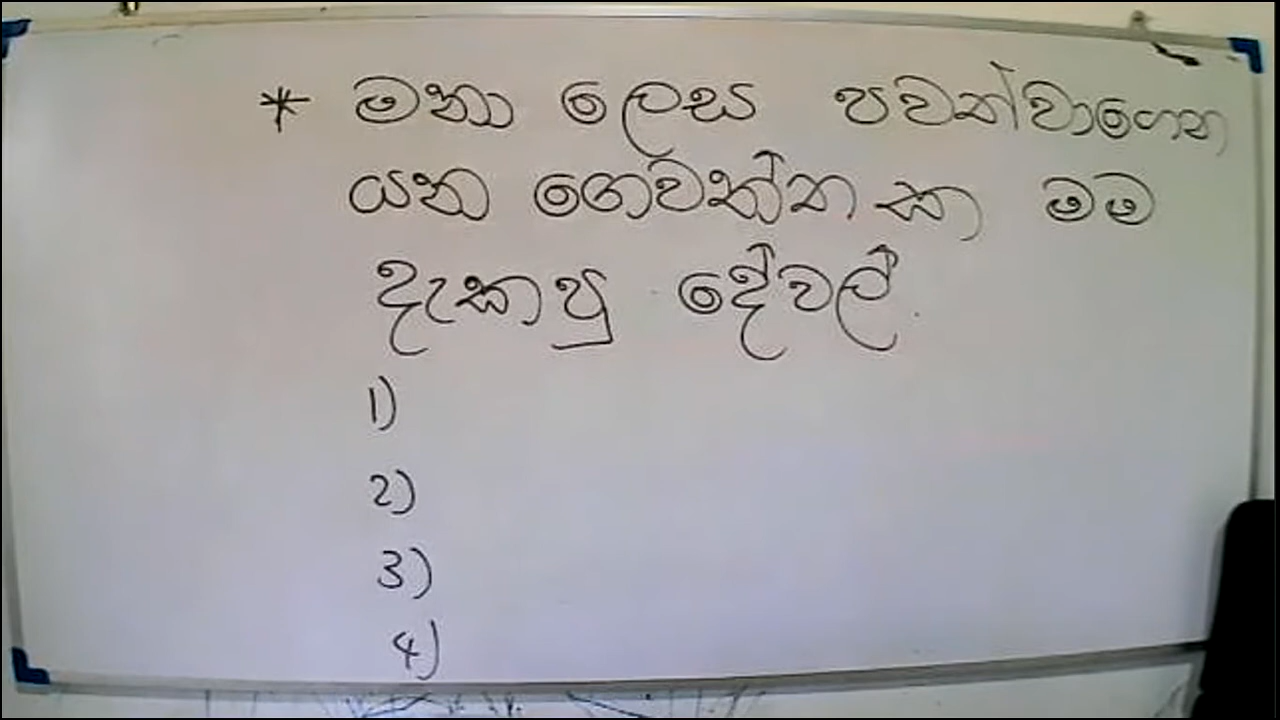 * මනා ලෙස පවත්වාගෙන
යන ගෙවත්තක මම
දැකපු දේවල්
1)
2)
3)
4)